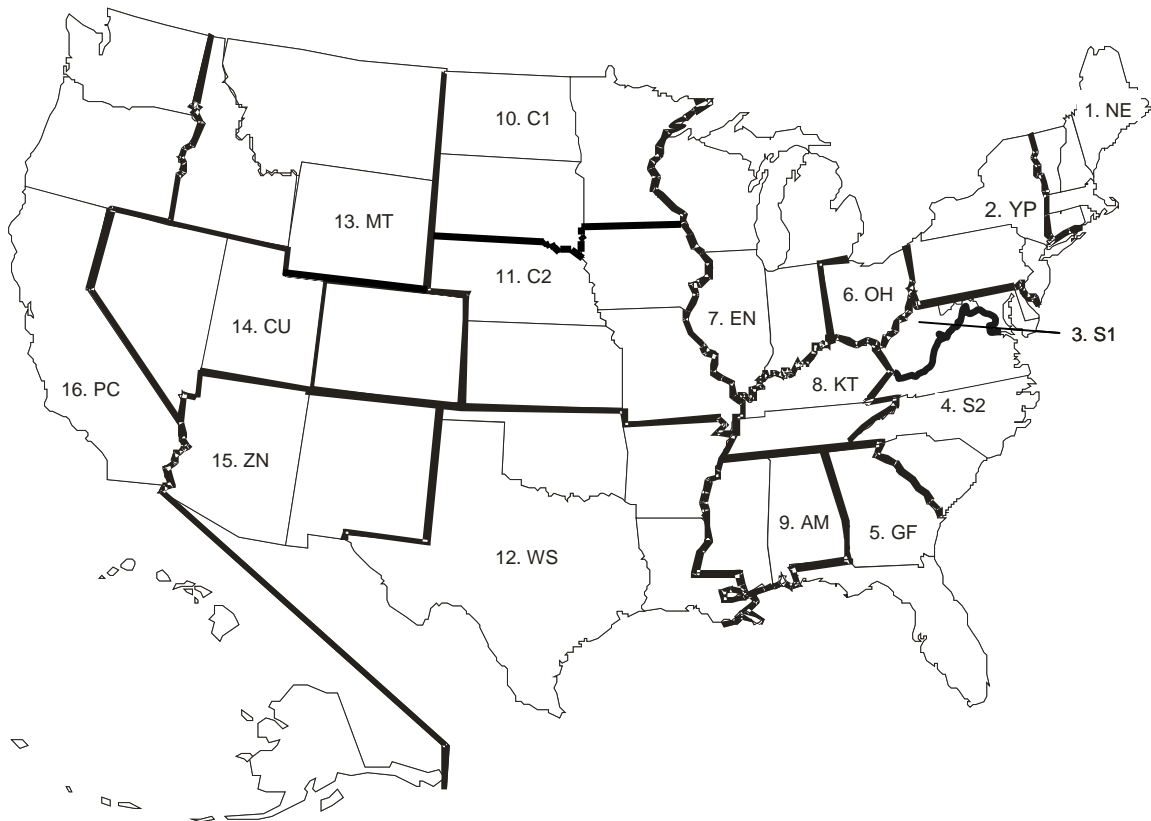 1. NE
10. C1
2. YP
13. MT
11. C2
6. OH
7. EN
14. CU
3. S1
16. PC
8. KT
4. S2
15. ZN
9. AM
5. GF
12. WS